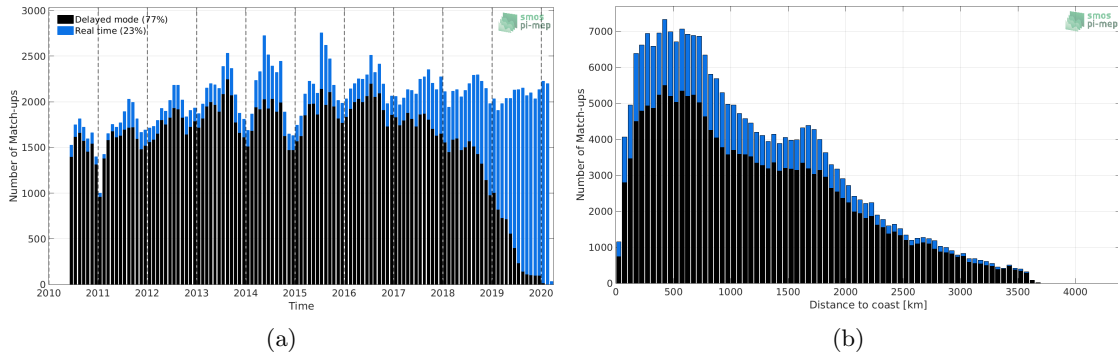 3000
2500
2000
1500
1000
500
0
Number of Match-ups
Delayed mode (77%)
Real time (23%)
smos
pi-mep
2010 2011 2012 2013 2014 2015 2016 2017 2018 2019 2020
Time
(a)
7000
6000
5000
4000
3000
2000
1000
0
Number of Match-ups
smos
pi-mep
0 500 1000 1500 2000 2500 3000 3500 4000
Distance to coast [km]
(b)